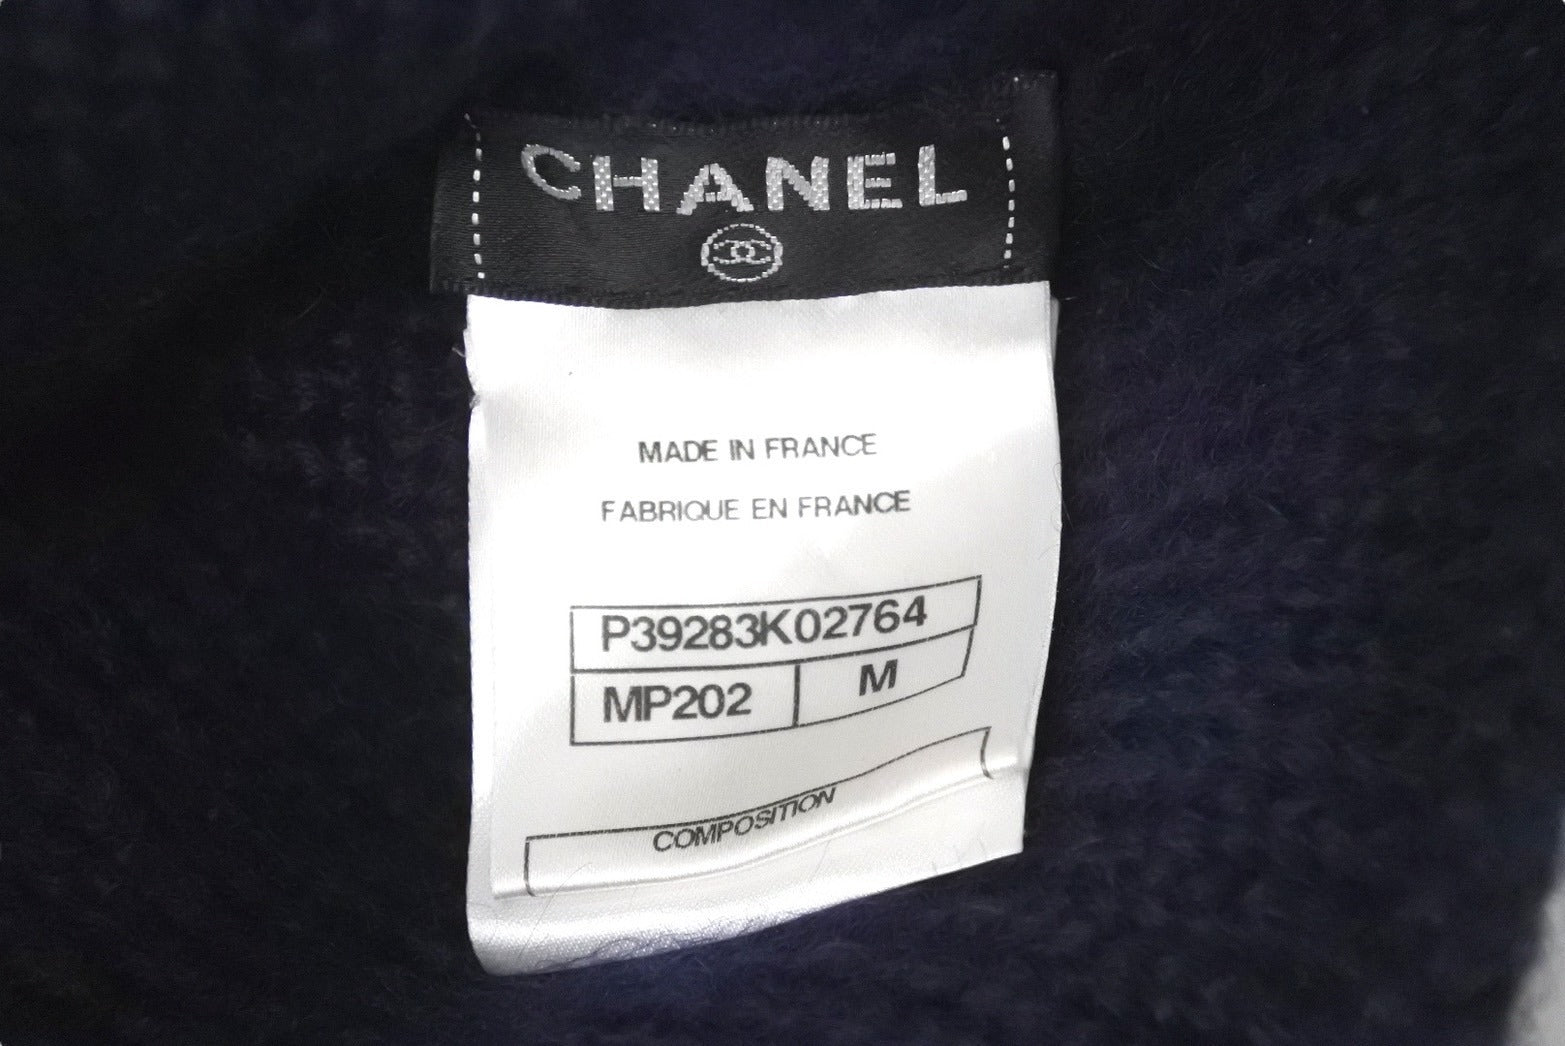 CHANEL
MADE IN FRANCE
FABRIQUE EN FRANCE
P39283K02764
MP202 M
COMPOSITION